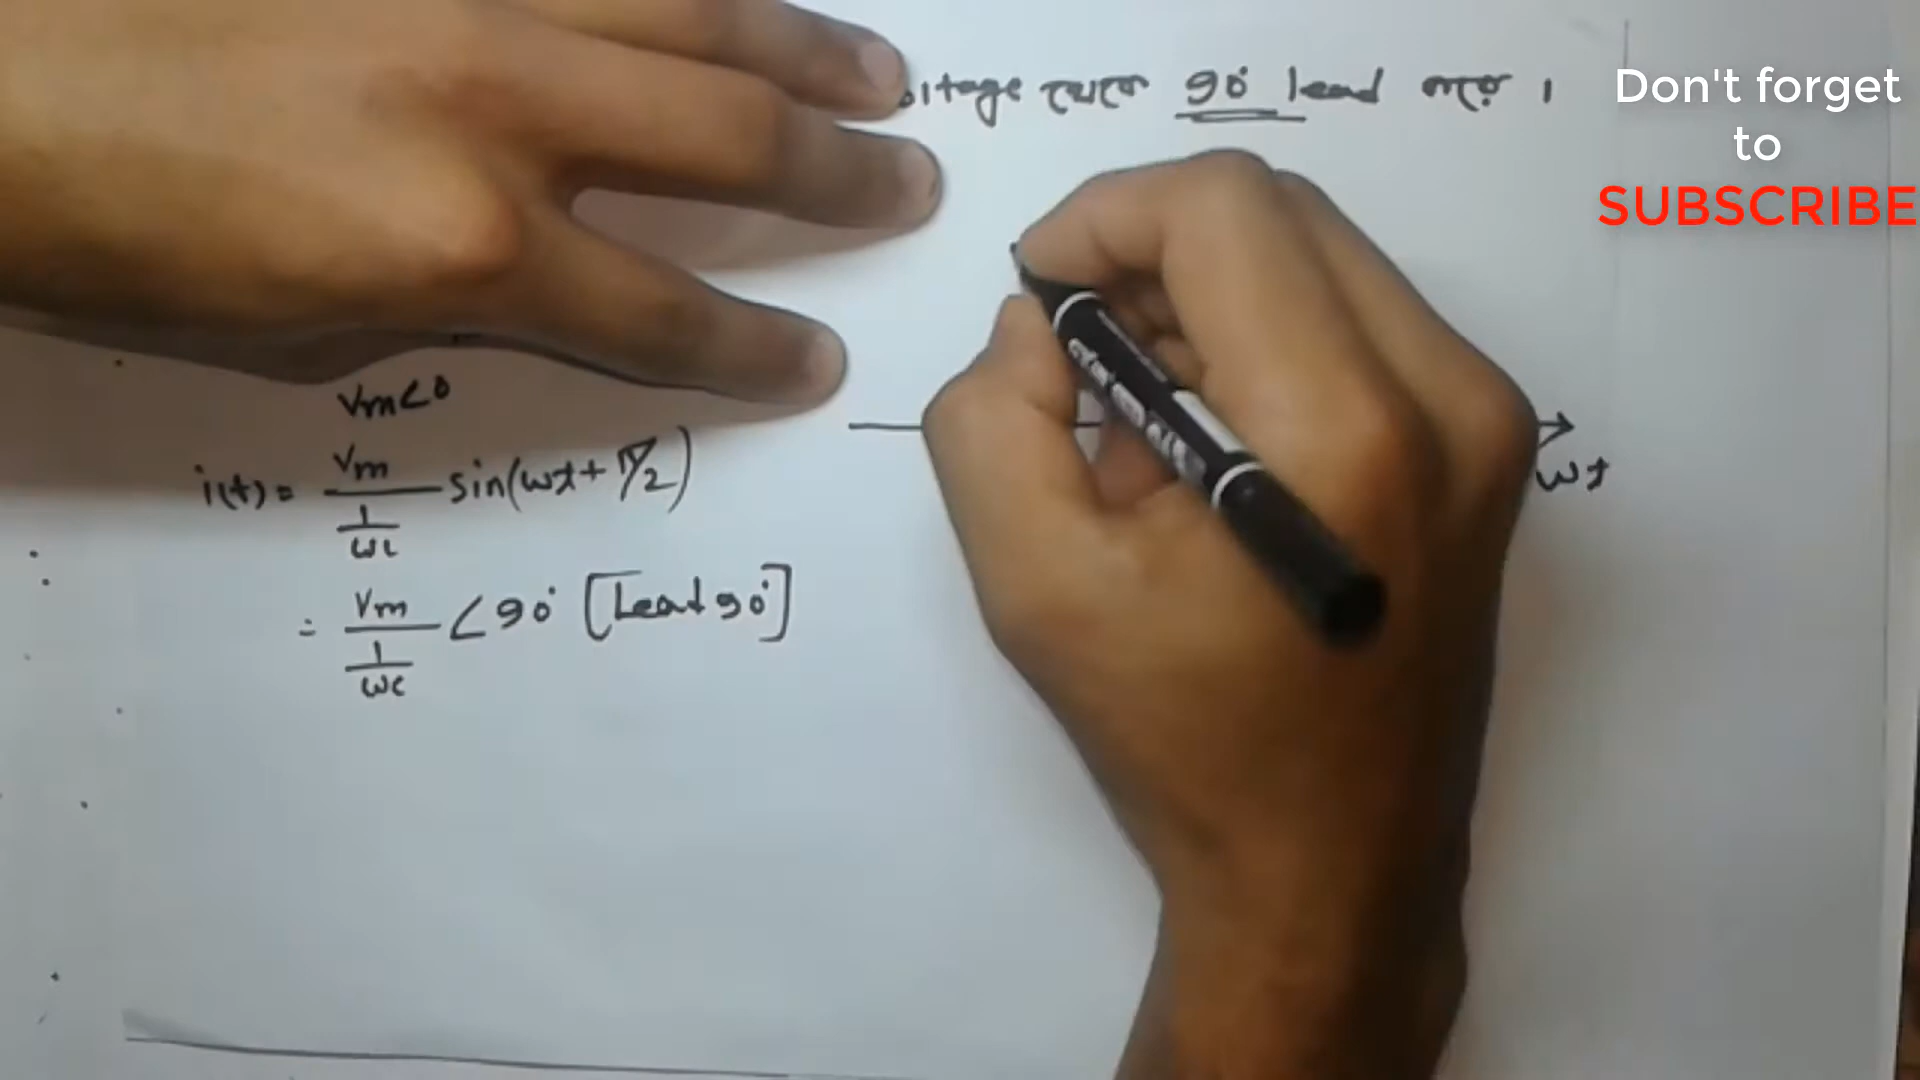 voltage থেকে 90° lead করে ।
Don't forget
to
SUBSCRIBE
Vm∠0
i(t) = Vm / (1/ωc) sin(ωt + π/2)
= Vm / (1/ωc) ∠90° [Lead 90°]
ωt